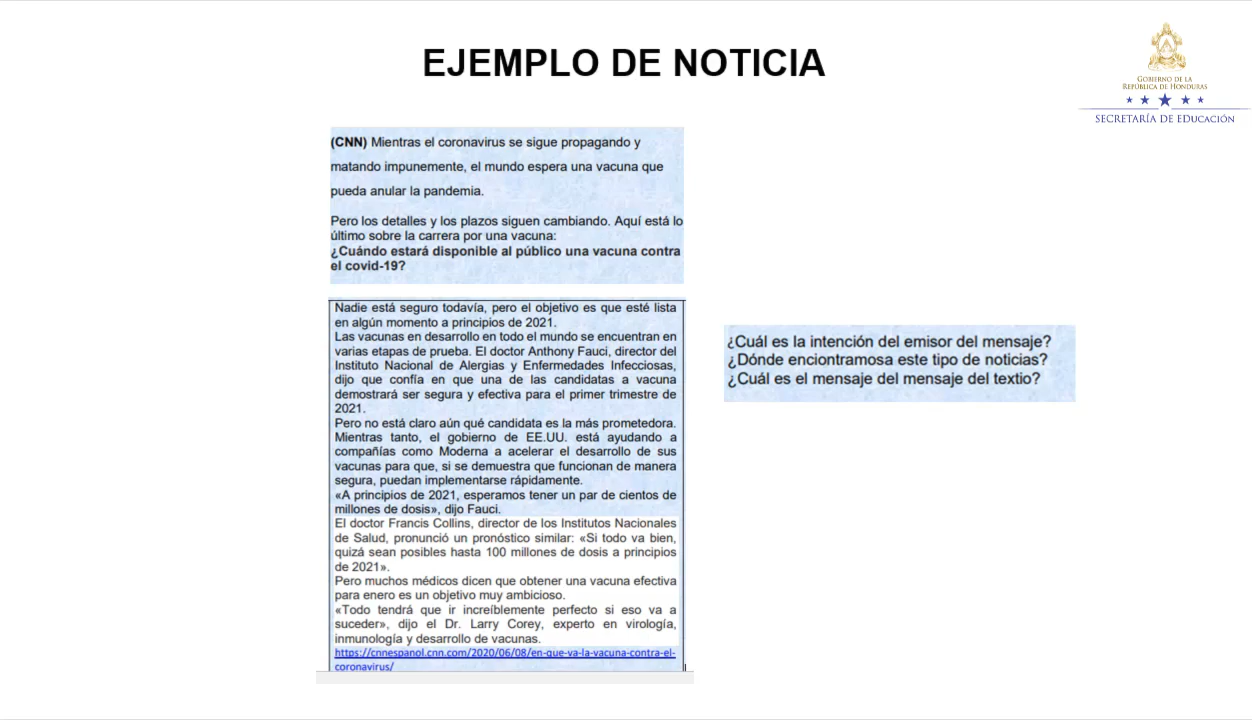 EJEMPLO DE NOTICIA
GOBIERNO DE LA
REPÚBLICA DE HONDURAS
SECRETARÍA DE EDUCACIÓN
(CNN) Mientras el coronavirus se sigue propagando y
matando impunemente, el mundo espera una vacuna que
pueda anular la pandemia.
Pero los detalles y los plazos siguen cambiando. Aquí está lo
último sobre la carrera por una vacuna:
¿Cuándo estará disponible al público una vacuna contra
el covid-19?
Nadie está seguro todavía, pero el objetivo es que esté lista
en algún momento a principios de 2021.
Las vacunas en desarrollo en todo el mundo se encuentran en
varias etapas de prueba. El doctor Anthony Fauci, director del
Instituto Nacional de Alergias y Enfermedades Infecciosas,
dijo que confía en que una de las candidatas a vacuna
demostrará ser segura y efectiva para el primer trimestre de
2021.
Pero no está claro aún qué candidata es la más prometedora.
Mientras tanto, el gobierno de EE.UU. está ayudando a
compañías como Moderna a acelerar el desarrollo de sus
vacunas para que, si se demuestra que funcionan de manera
segura, puedan implementarse rápidamente.
«A principios de 2021, esperamos tener un par de cientos de
millones de dosis», dijo Fauci.
El doctor Francis Collins, director de los Institutos Nacionales
de Salud, pronunció un pronóstico similar: «Si todo va bien,
quizá sean posibles hasta 100 millones de dosis a principios
de 2021».
Pero muchos médicos dicen que obtener una vacuna efectiva
para enero es un objetivo muy ambicioso.
«Todo tendrá que ir increíblemente perfecto si eso va a
suceder», dijo el Dr. Larry Corey, experto en virología,
inmunología y desarrollo de vacunas.
https://cnnespanol.cnn.com/2020/06/08/en-que-va-la-vacuna-contra-el-
coronavirus/
¿Cuál es la intención del emisor del mensaje?
¿Dónde enciontramosa este tipo de noticias?
¿Cuál es el mensaje del mensaje del textio?